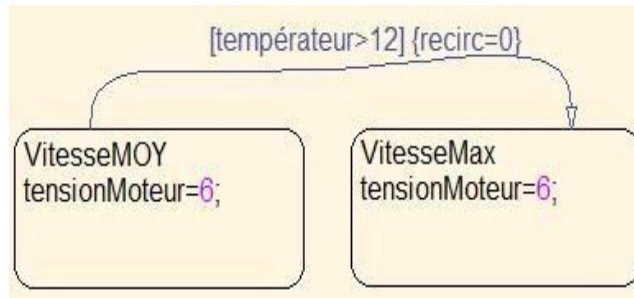 [températeur>12] {recirc=0}
VitesseMOY
tensionMoteur=6;
VitesseMax
tensionMoteur=6;